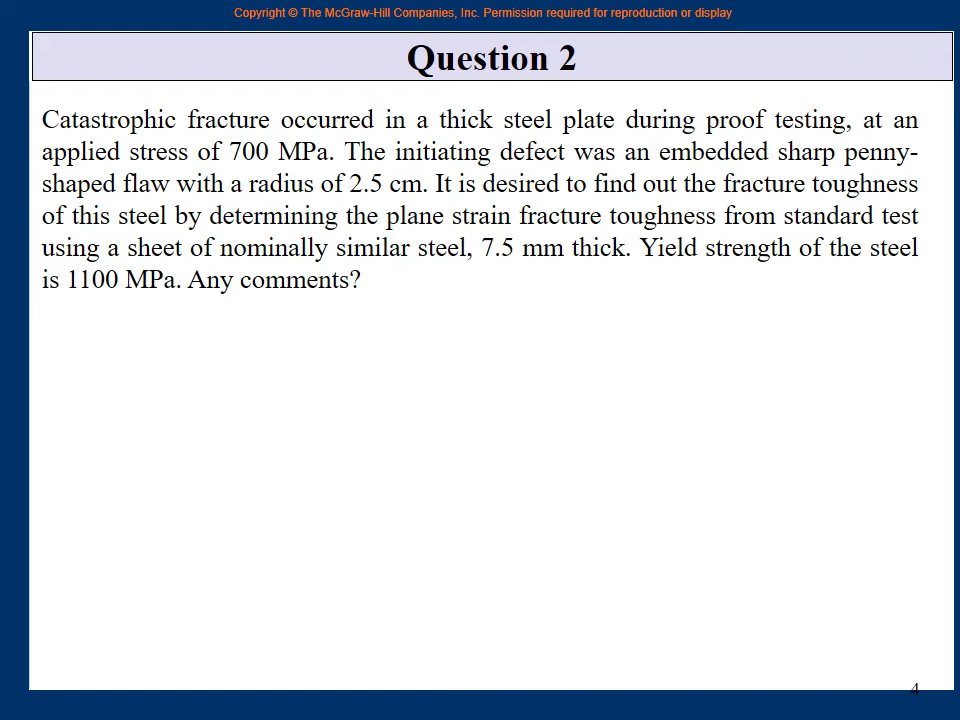 Copyright © The McGraw-Hill Companies, Inc. Permission required for reproduction or display
Question 2
Catastrophic fracture occurred in a thick steel plate during proof testing, at an
applied stress of 700 MPa. The initiating defect was an embedded sharp penny-
shaped flaw with a radius of 2.5 cm. It is desired to find out the fracture toughness
of this steel by determining the plane strain fracture toughness from standard test
using a sheet of nominally similar steel, 7.5 mm thick. Yield strength of the steel
is 1100 MPa. Any comments?
4